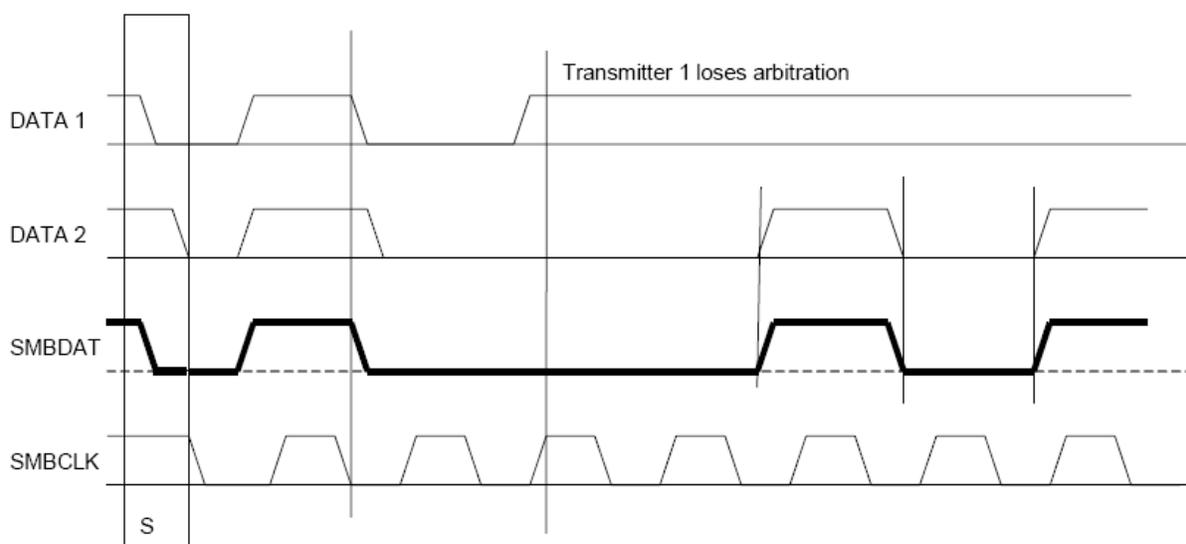 Transmitter 1 loses arbitration
DATA 1
DATA 2
SMBDAT
SMBCLK
S